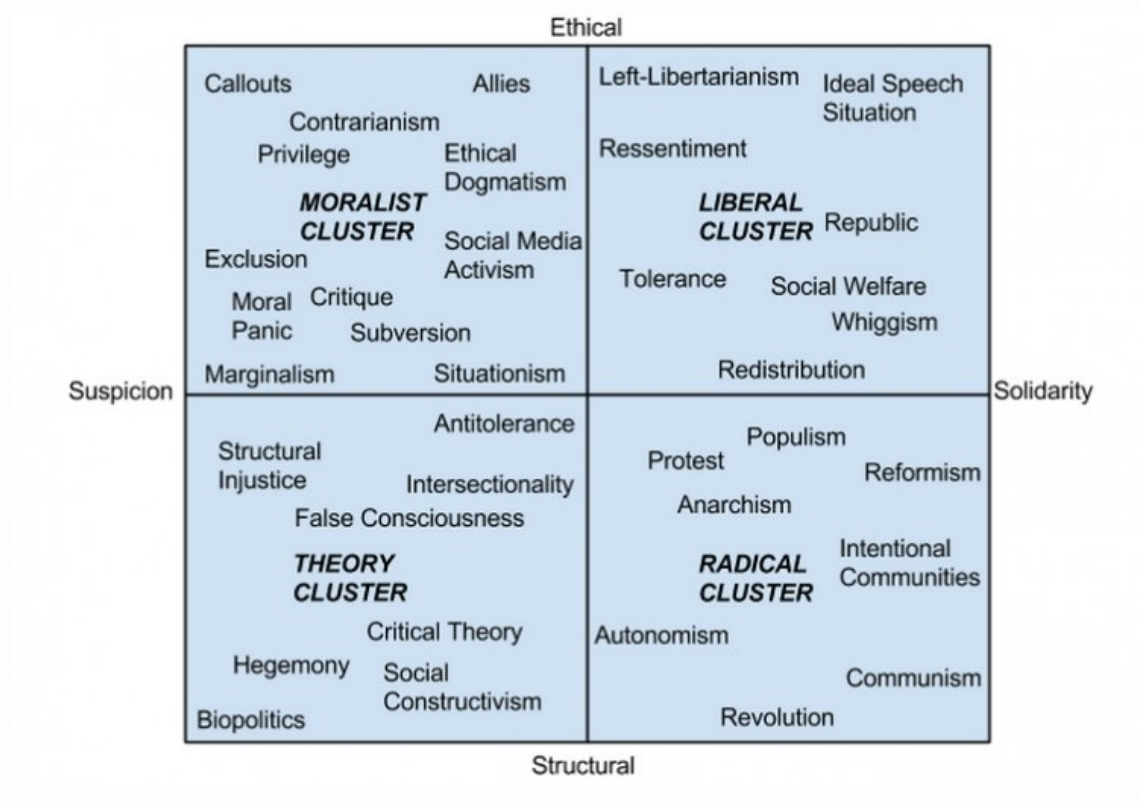 Ethical
Callouts
Allies
Contrarianism
Privilege
Ethical
Dogmatism
MORALIST
CLUSTER
Social Media
Activism
Exclusion
Moral
Panic
Critique
Subversion
Marginalism
Situationism
Left-Libertarianism
Ideal Speech
Situation
Ressentiment
LIBERAL
CLUSTER
Republic
Tolerance
Social Welfare
Whiggism
Redistribution
Suspicion
Solidarity
Antitolerance
Structural
Injustice
Intersectionality
False Consciousness
THEORY
CLUSTER
Critical Theory
Hegemony
Social
Constructivism
Biopolitics
Populism
Protest
Reformism
Anarchism
Intentional
Communities
RADICAL
CLUSTER
Autonomism
Communism
Revolution
Structural